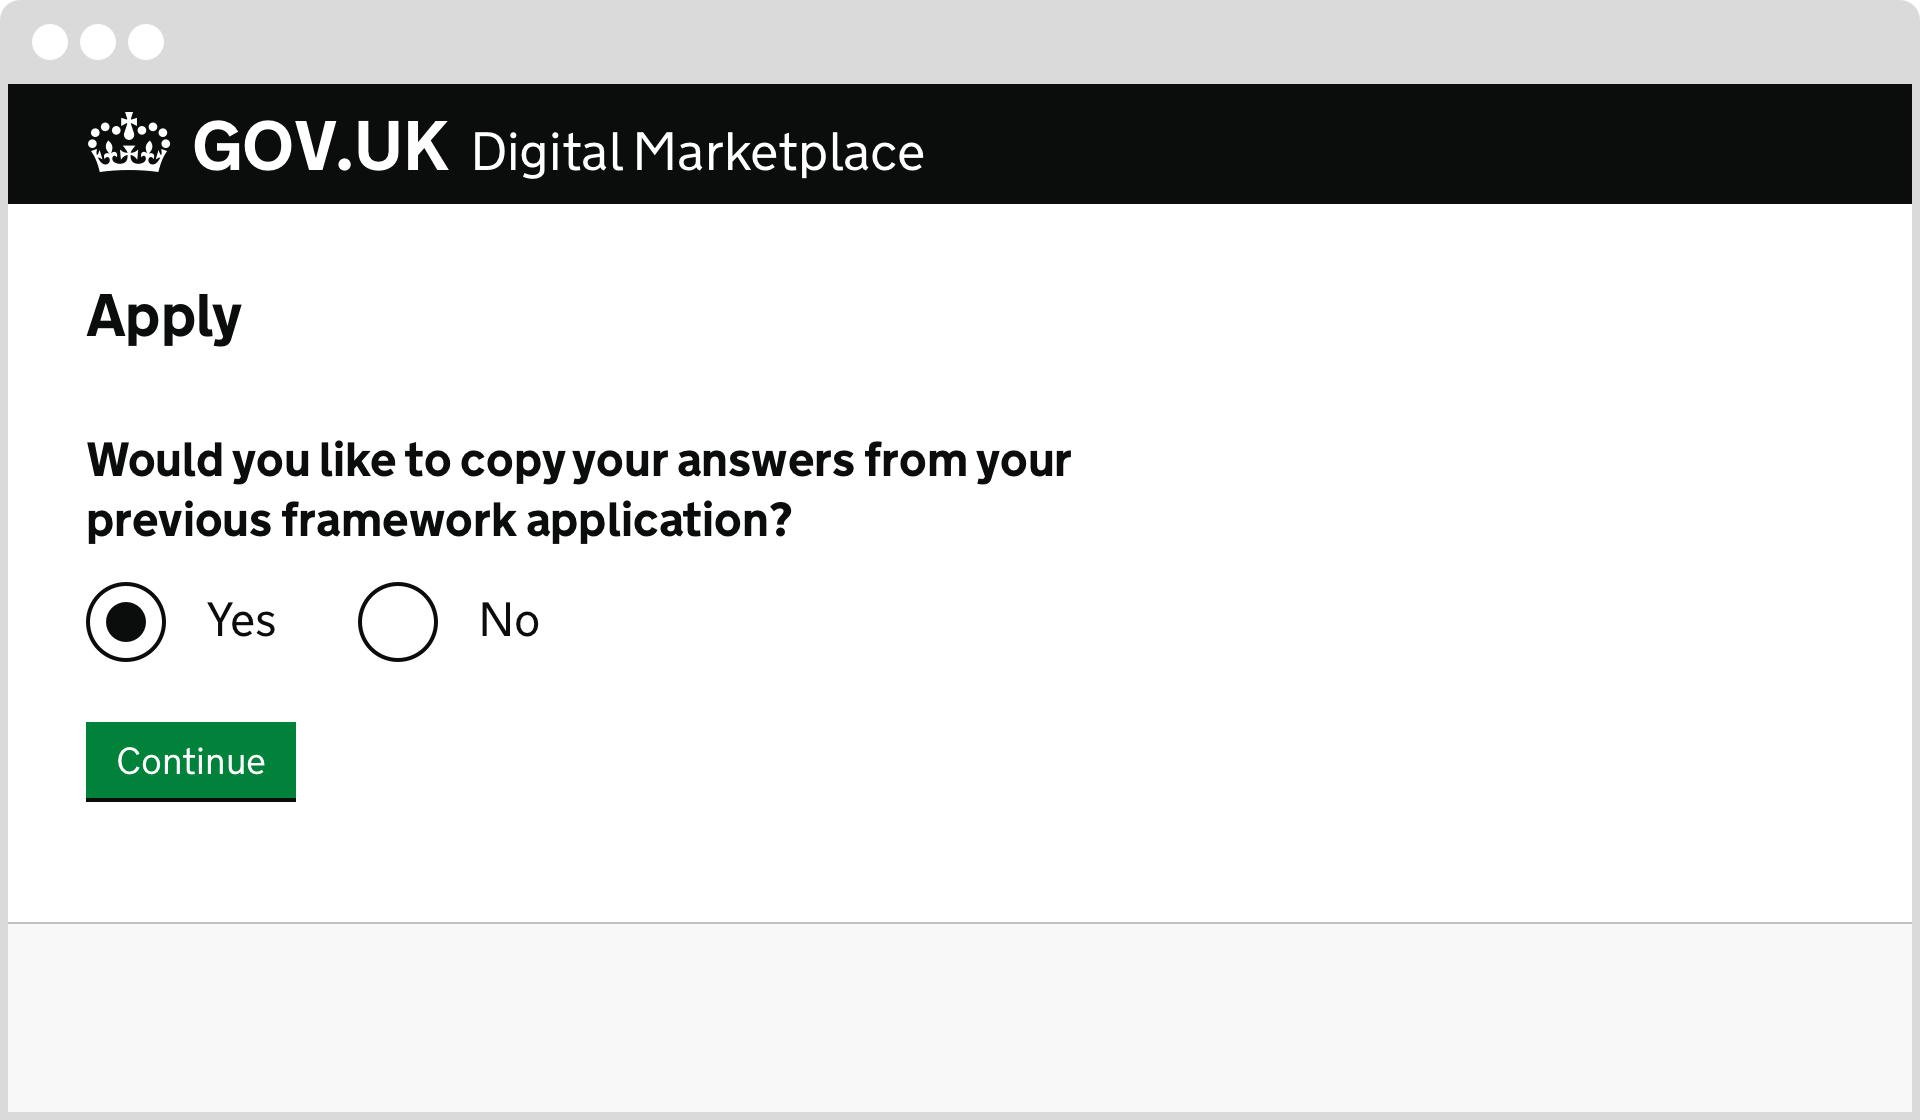 GOV.UK Digital Marketplace
Apply
Would you like to copy your answers from your
previous framework application?
Yes No
Continue